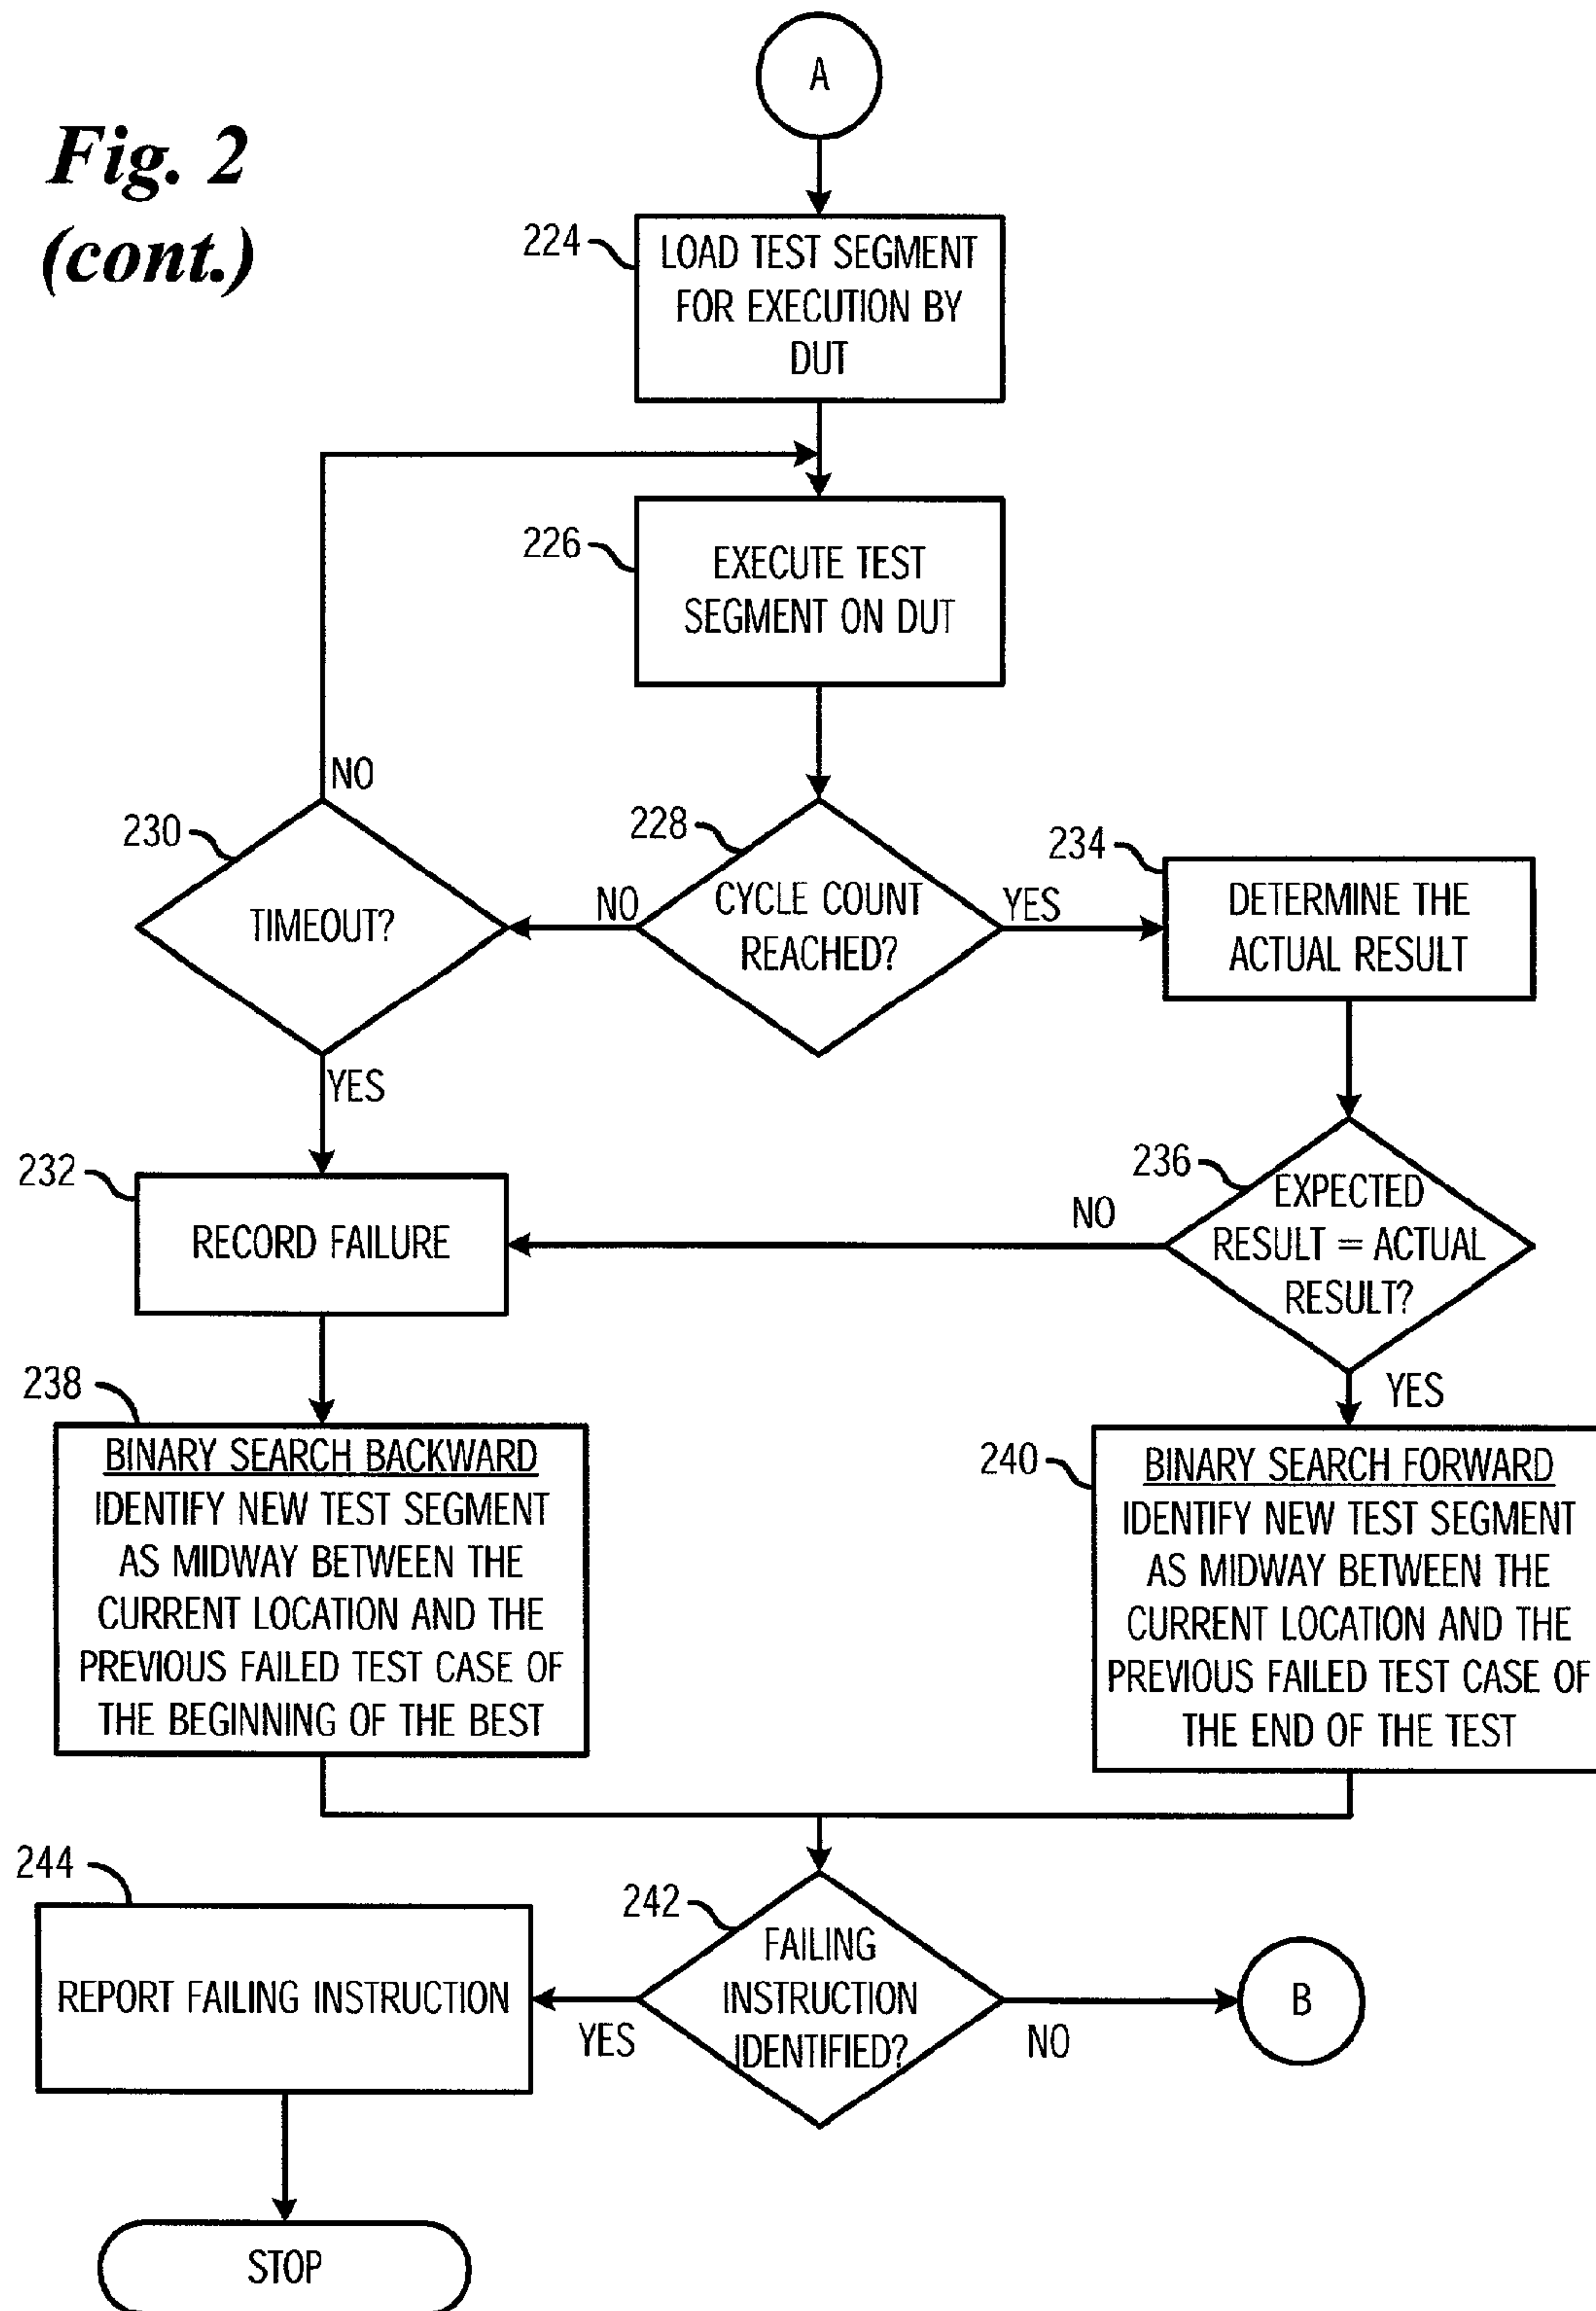 A
Fig. 2
(cont.)
224
LOAD TEST SEGMENT
FOR EXECUTION BY
DUT
226
EXECUTE TEST
SEGMENT ON DUT
NO
230
TIMEOUT?
228
CYCLE COUNT
REACHED?
NO
YES
234
DETERMINE THE
ACTUAL RESULT
YES
232
RECORD FAILURE
236
EXPECTED
RESULT = ACTUAL
RESULT?
NO
YES
238
BINARY SEARCH BACKWARD
IDENTIFY NEW TEST SEGMENT
AS MIDWAY BETWEEN THE
CURRENT LOCATION AND THE
PREVIOUS FAILED TEST CASE OF
THE BEGINNING OF THE BEST
240
BINARY SEARCH FORWARD
IDENTIFY NEW TEST SEGMENT
AS MIDWAY BETWEEN THE
CURRENT LOCATION AND THE
PREVIOUS FAILED TEST CASE OF
THE END OF THE TEST
244
REPORT FAILING INSTRUCTION
242
FAILING
INSTRUCTION
IDENTIFIED?
YES
NO
B
STOP